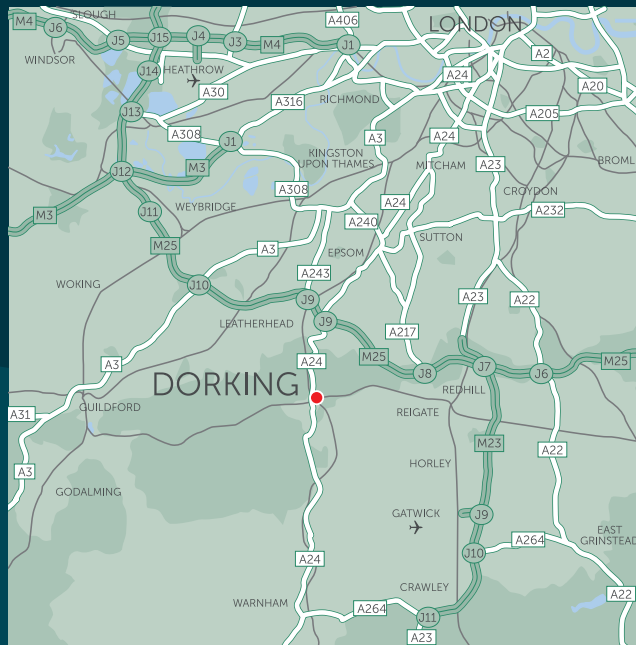 SLOUGH
A406
LONDON
M4
J6
J5
J15
J4
J3
M4
J1
A2
WINDSOR
J14
HEATHROW
A24
A20
A30
A316
RICHMOND
J13
A205
A308
J1
A3
A24
KINGSTON
UPON THAMES
MITCHAM
A23
BROML
J12
M3
A308
CROYDON
M3
J11
WEYBRIDGE
A24
A232
A240
M25
A3
EPSOM
SUTTON
WOKING
J10
A243
J9
A23
A22
LEATHERHEAD
J9
A217
A3
A24
M25
J8
J7
J6
M25
DORKING
REDHILL
A31
GUILDFORD
REIGATE
M23
A22
A3
HORLEY
GODALMING
GATWICK
J9
EAST
GRINSTEAD
J10
A264
A24
CRAWLEY
A22
WARNHAM
A264
J11
A23